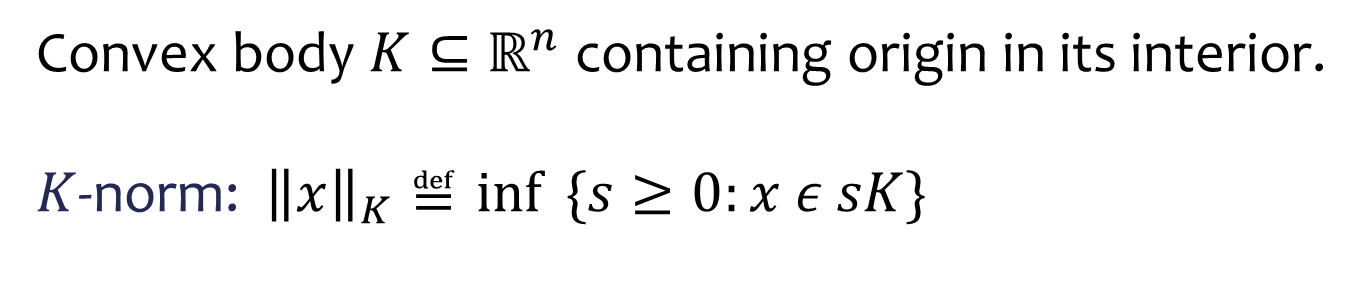 Convex body K ⊆ ℝⁿ containing origin in its interior.
K-norm: ‖x‖_K ≝ inf {s ≥ 0: x ϵ sK}